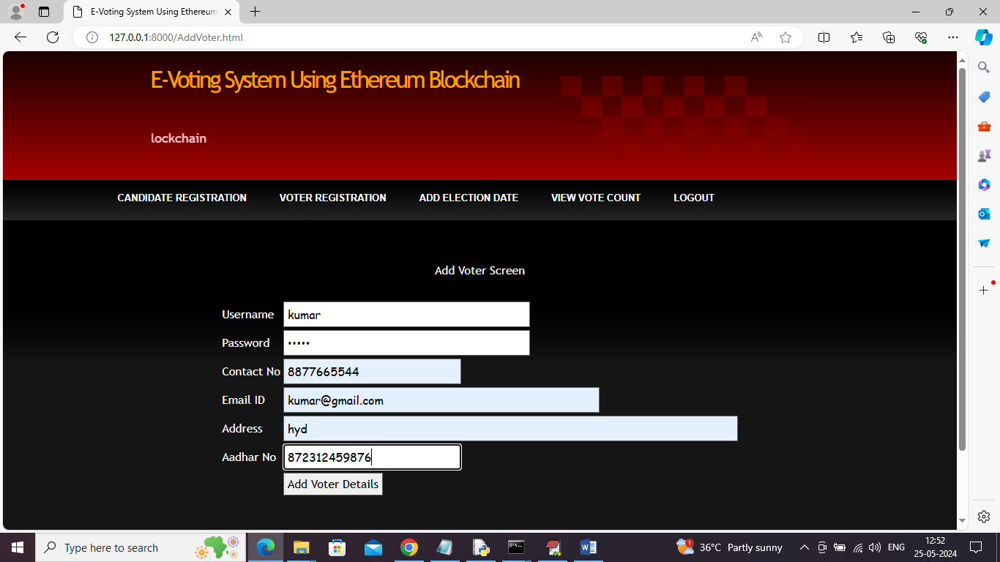 E-Voting System Using Ethereum
127.0.0.1:8000/AddVoter.html
E-Voting System Using Ethereum Blockchain
lockchain
CANDIDATE REGISTRATION VOTER REGISTRATION ADD ELECTION DATE VIEW VOTE COUNT LOGOUT
Add Voter Screen
Username kumar
Password •••••
Contact No 8877665544
Email ID kumar@gmail.com
Address hyd
Aadhar No 872312459876
Add Voter Details
Type here to search 1 36°C Partly sunny ENG 12:52
25-05-2024